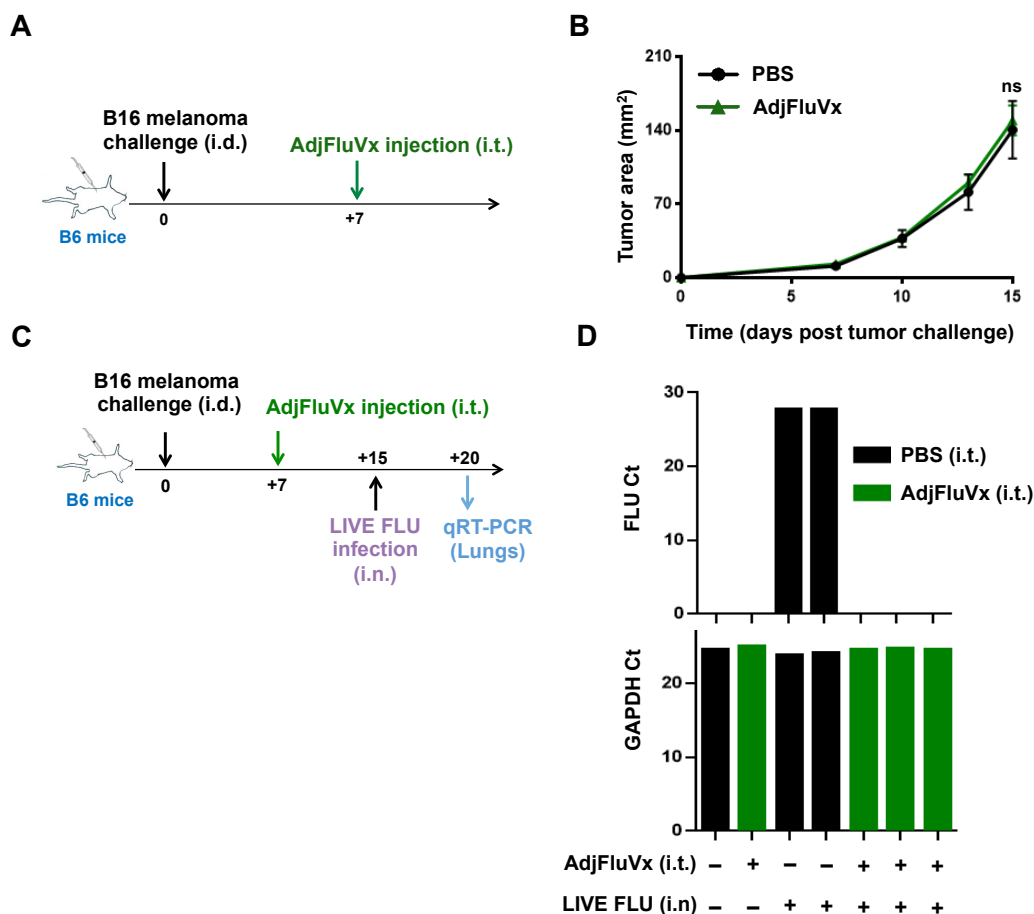 A
B16 melanoma
challenge (i.d.)
AdjFluVx injection (i.t.)
0
+7
B6 mice
B
210
140
70
0
Tumor area (mm²)
PBS
AdjFluVx
ns
0
5
10
15
Time (days post tumor challenge)
C
B16 melanoma
challenge (i.d.)
AdjFluVx injection (i.t.)
+15
+20
0
+7
B6 mice
LIVE FLU
infection
(i.n.)
qRT-PCR
(Lungs)
D
30
20
10
0
FLU Ct
PBS (i.t.)
AdjFluVx (i.t.)
20
10
0
GAPDH Ct
AdjFluVx (i.t.) – + – – + + +
LIVE FLU (i.n) – – + + + + +